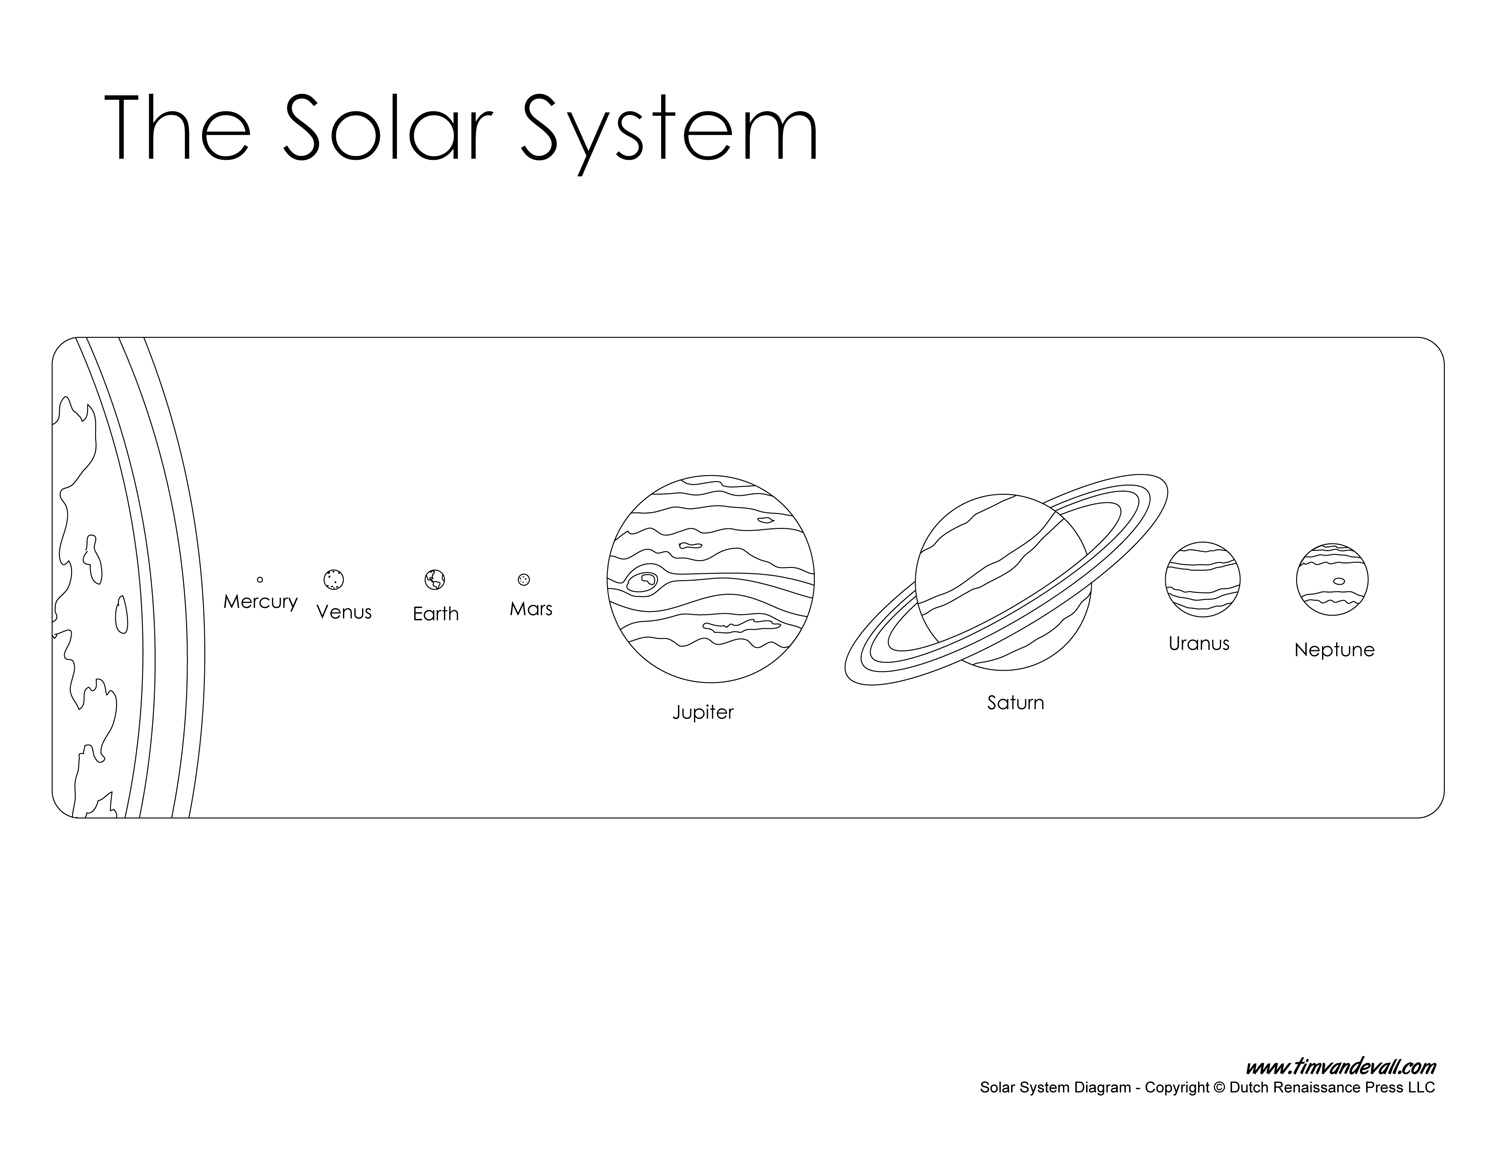 The Solar System
Mercury
Venus
Earth
Mars
Jupiter
Saturn
Uranus
Neptune
www.timvandevall.com
Solar System Diagram - Copyright © Dutch Renaissance Press LLC